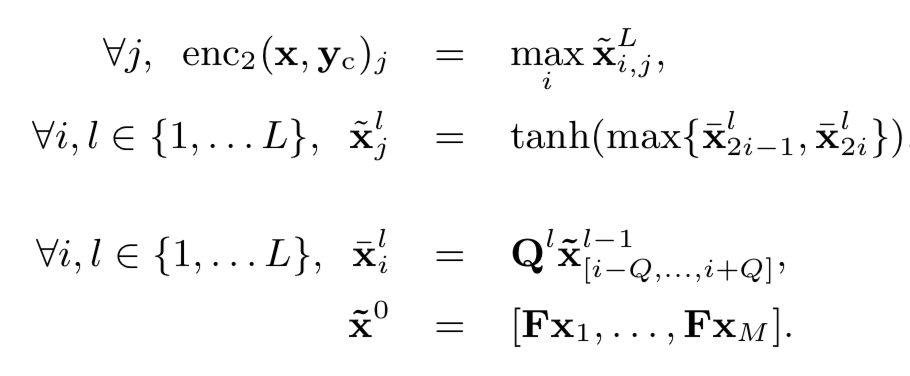 ∀j, enc₂(x, y_c)_j = max_i x̃^L_{i,j},
∀i, l ∈ {1, … L}, x̃^l_j = tanh(max{x̄^l_{2i−1}, x̄^l_{2i}}).
∀i, l ∈ {1, … L}, x̄^l_i = Q^l x̃^{l−1}_{[i−Q,…,i+Q]},
x̃^0 = [Fx_1, … , Fx_M].